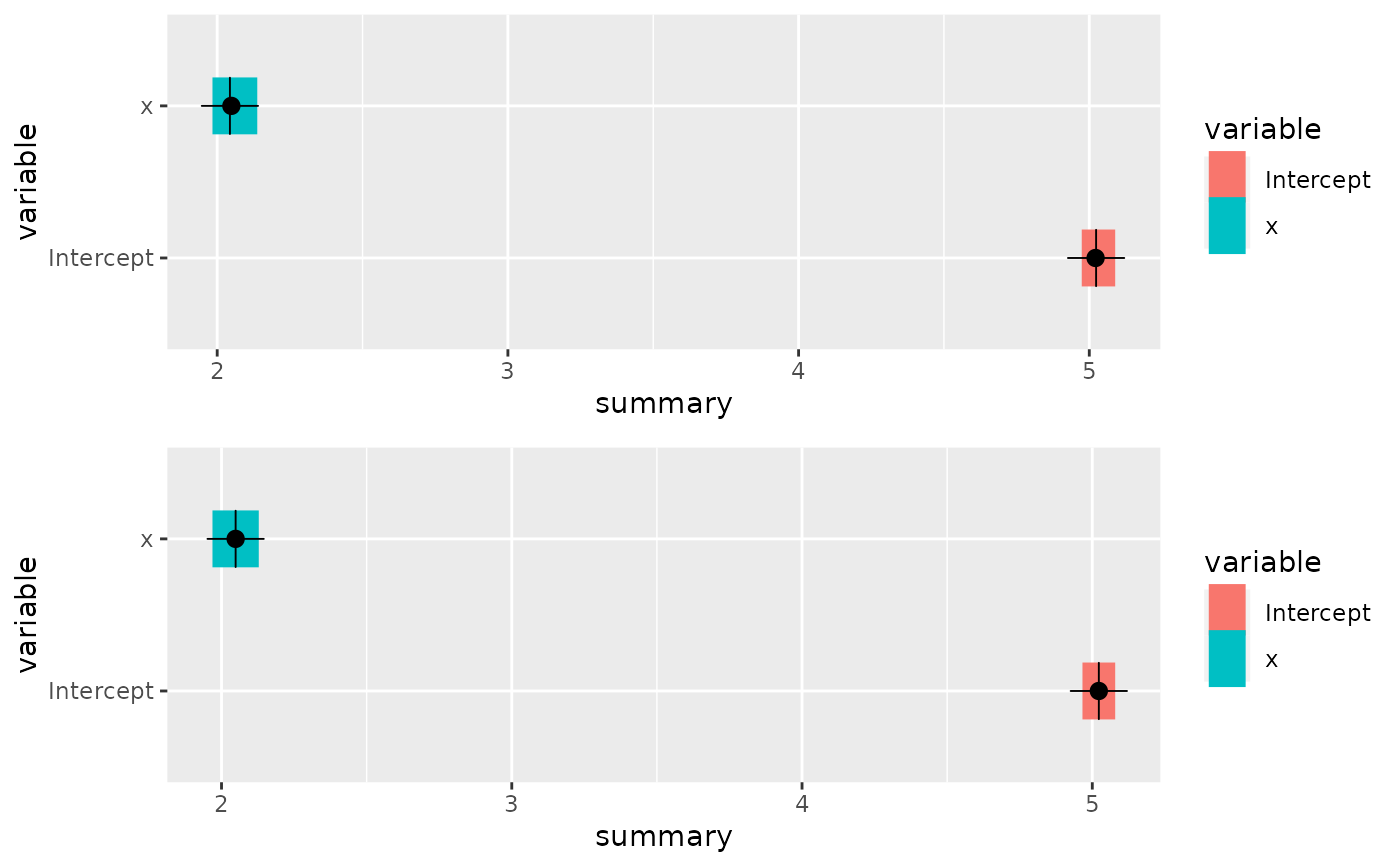 variable
x
Intercept
2 3 4 5
summary
variable
Intercept
x
variable
x
Intercept
2 3 4 5
summary
variable
Intercept
x